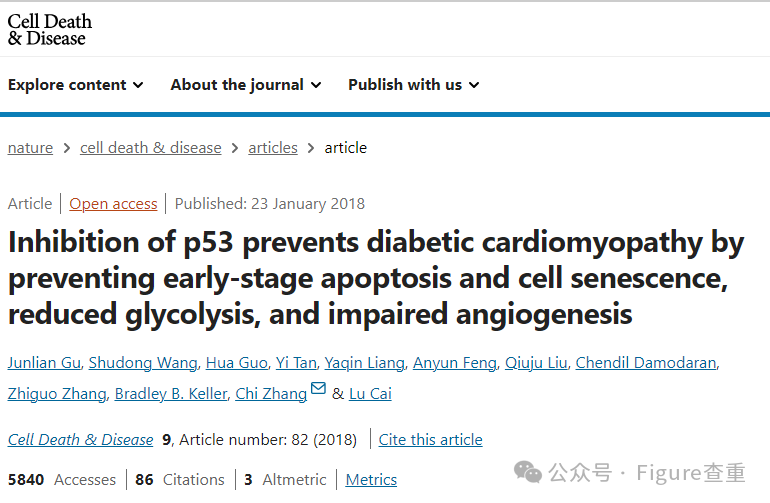 Cell Death
& Disease
Explore content About the journal Publish with us
nature > cell death & disease > articles > article
Article | Open access | Published: 23 January 2018
Inhibition of p53 prevents diabetic cardiomyopathy by
preventing early-stage apoptosis and cell senescence,
reduced glycolysis, and impaired angiogenesis
Junlian Gu, Shudong Wang, Hua Guo, Yi Tan, Yaqin Liang, Anyun Feng, Qiuju Liu, Chendil Damodaran,
Zhiguo Zhang, Bradley B. Keller, Chi Zhang & Lu Cai
Cell Death & Disease 9, Article number: 82 (2018) | Cite this article
5840 Accesses | 86 Citations | 3 Altmetric | Metrics
公众号 · Figure查重